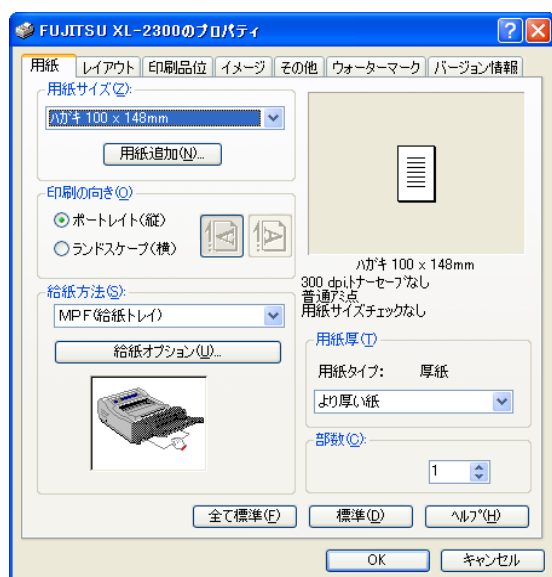 FUJITSU XL-2300のプロパティ
用紙 レイアウト 印刷品位 イメージ その他 ウォーターマーク バージョン情報
用紙サイズ(Z):
ハガキ 100 x 148mm
用紙追加(N)...
印刷の向き(O)
ポートレイト(縦)
ランドスケープ(横)
給紙方法(S):
MPF(給紙トレイ)
給紙オプション(U)...
ハガキ 100 x 148mm
300 dpi,トナーセーブなし
普通アミ点
用紙サイズチェックなし
用紙厚(T)
用紙タイプ: 厚紙
より厚い紙
部数(C):
1
全て標準(F) 標準(D) ヘルプ(H)
OK キャンセル